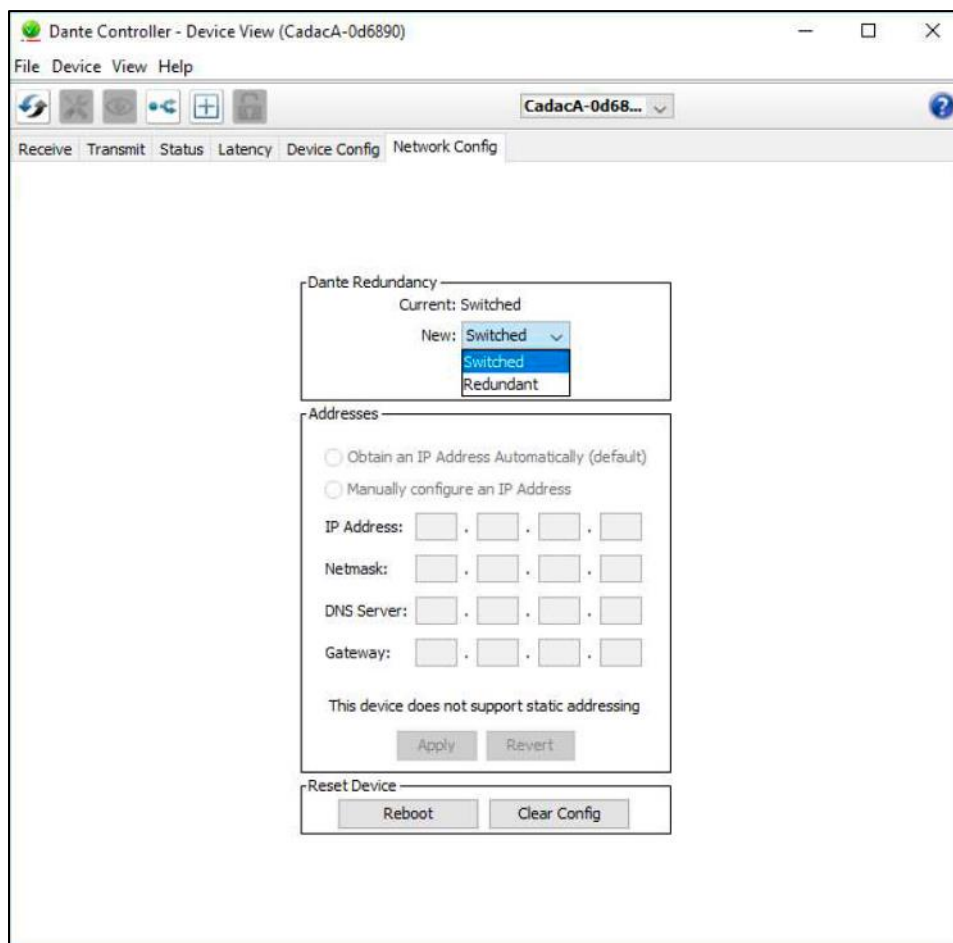 Dante Controller - Device View (CadacA-0d6890)
File Device View Help
CadacA-0d68...
Receive Transmit Status Latency Device Config Network Config
Dante Redundancy
Current: Switched
New: Switched
Switched
Redundant
Addresses
Obtain an IP Address Automatically (default)
Manually configure an IP Address
IP Address: . . .
Netmask: . . .
DNS Server: . . .
Gateway: . . .
This device does not support static addressing
Apply Revert
Reset Device
Reboot Clear Config